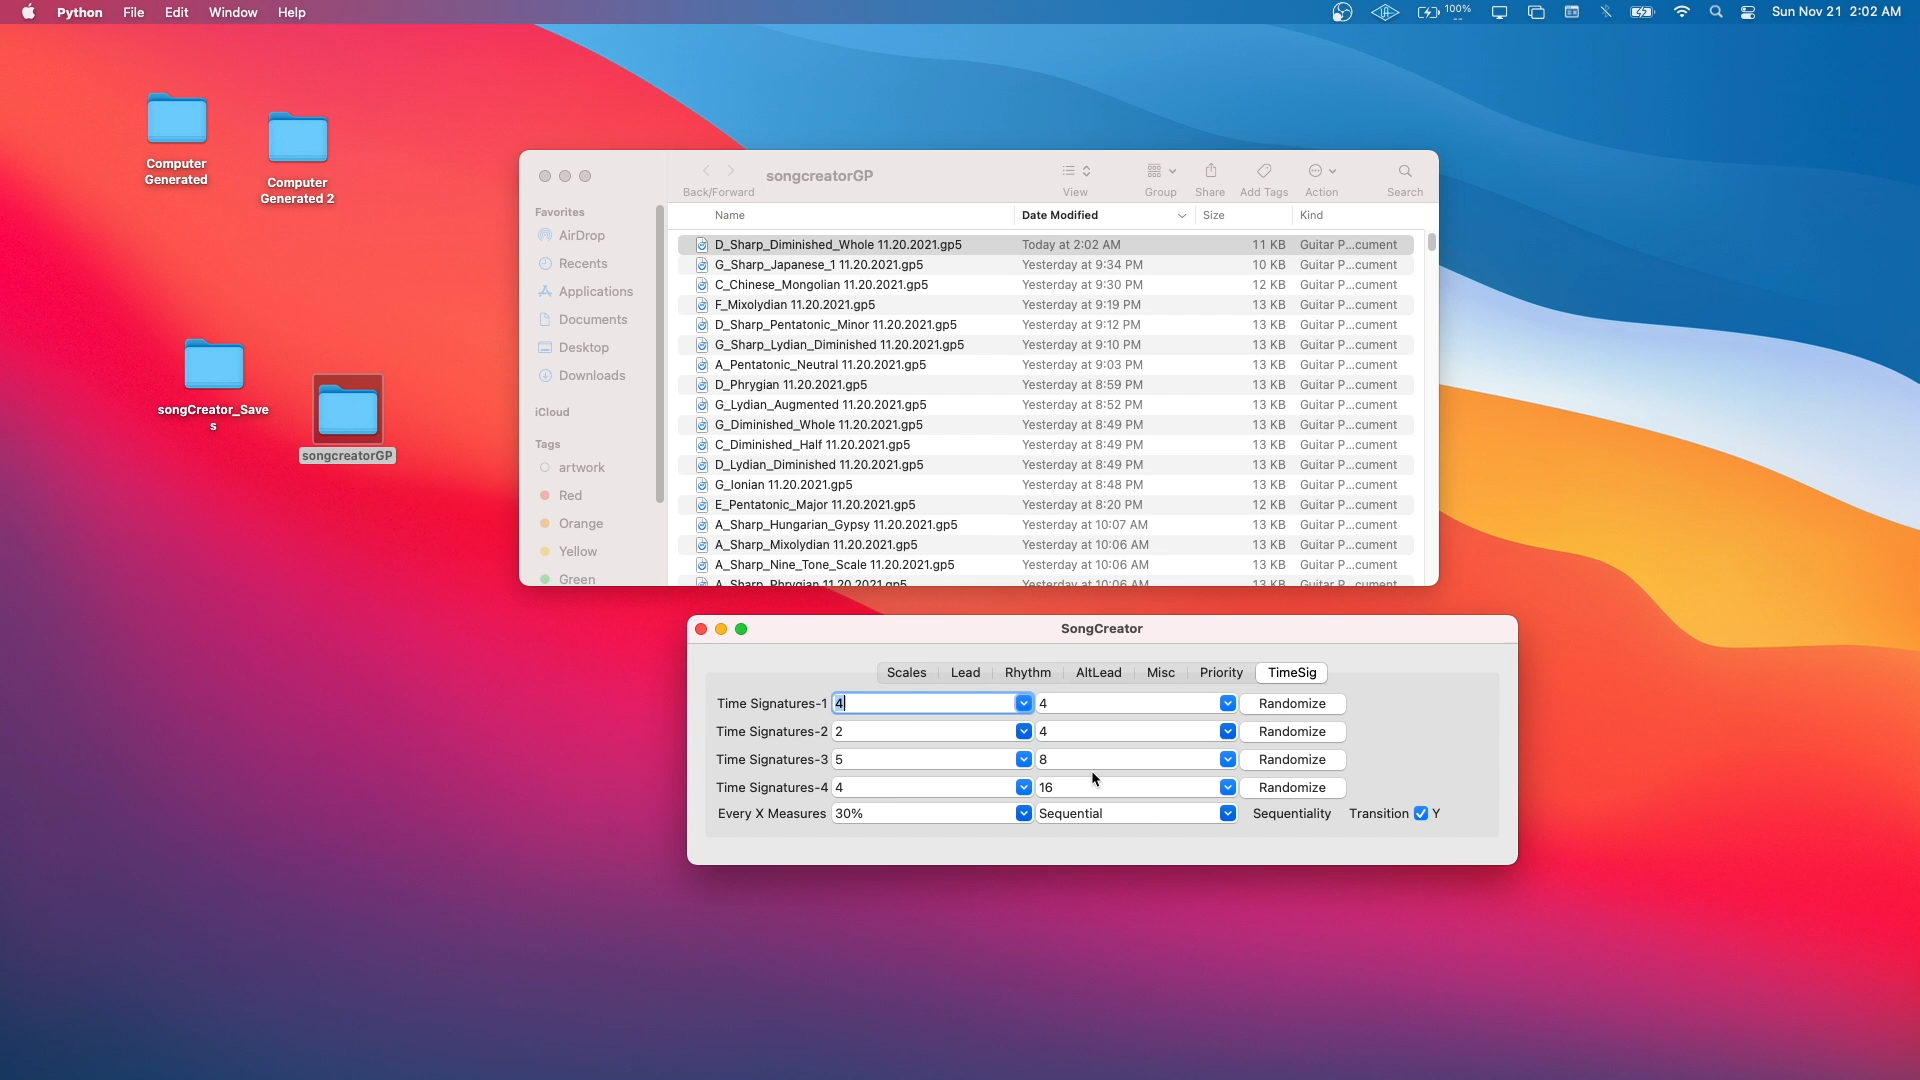 Python File Edit Window Help
100%
Sun Nov 21 2:02 AM
Computer
Generated
Computer
Generated 2
songCreator_Save
s
songcreatorGP
Back/Forward
songcreatorGP
View Group Share Add Tags Action Search
Favorites
AirDrop
Recents
Applications
Documents
Desktop
Downloads
iCloud
Tags
artwork
Red
Orange
Yellow
Green
Name Date Modified Size Kind
D_Sharp_Diminished_Whole 11.20.2021.gp5 Today at 2:02 AM 11 KB Guitar P...cument
G_Sharp_Japanese_1 11.20.2021.gp5 Yesterday at 9:34 PM 10 KB Guitar P...cument
C_Chinese_Mongolian 11.20.2021.gp5 Yesterday at 9:30 PM 12 KB Guitar P...cument
F_Mixolydian 11.20.2021.gp5 Yesterday at 9:19 PM 13 KB Guitar P...cument
D_Sharp_Pentatonic_Minor 11.20.2021.gp5 Yesterday at 9:12 PM 13 KB Guitar P...cument
G_Sharp_Lydian_Diminished 11.20.2021.gp5 Yesterday at 9:10 PM 13 KB Guitar P...cument
A_Pentatonic_Neutral 11.20.2021.gp5 Yesterday at 9:03 PM 13 KB Guitar P...cument
D_Phrygian 11.20.2021.gp5 Yesterday at 8:59 PM 13 KB Guitar P...cument
G_Lydian_Augmented 11.20.2021.gp5 Yesterday at 8:52 PM 13 KB Guitar P...cument
G_Diminished_Whole 11.20.2021.gp5 Yesterday at 8:49 PM 13 KB Guitar P...cument
C_Diminished_Half 11.20.2021.gp5 Yesterday at 8:49 PM 13 KB Guitar P...cument
D_Lydian_Diminished 11.20.2021.gp5 Yesterday at 8:49 PM 13 KB Guitar P...cument
G_Ionian 11.20.2021.gp5 Yesterday at 8:48 PM 13 KB Guitar P...cument
E_Pentatonic_Major 11.20.2021.gp5 Yesterday at 8:20 PM 12 KB Guitar P...cument
A_Sharp_Hungarian_Gypsy 11.20.2021.gp5 Yesterday at 10:07 AM 13 KB Guitar P...cument
A_Sharp_Mixolydian 11.20.2021.gp5 Yesterday at 10:06 AM 13 KB Guitar P...cument
A_Sharp_Nine_Tone_Scale 11.20.2021.gp5 Yesterday at 10:06 AM 13 KB Guitar P...cument
A_Sharp_Phrygian 11.20.2021.gp5 Yesterday at 10:06 AM 13 KB Guitar P...cument
SongCreator
Scales Lead Rhythm AltLead Misc Priority TimeSig
Time Signatures-1 4 4 Randomize
Time Signatures-2 2 4 Randomize
Time Signatures-3 5 8 Randomize
Time Signatures-4 4 16 Randomize
Every X Measures 30% Sequential Sequentiality Transition Y